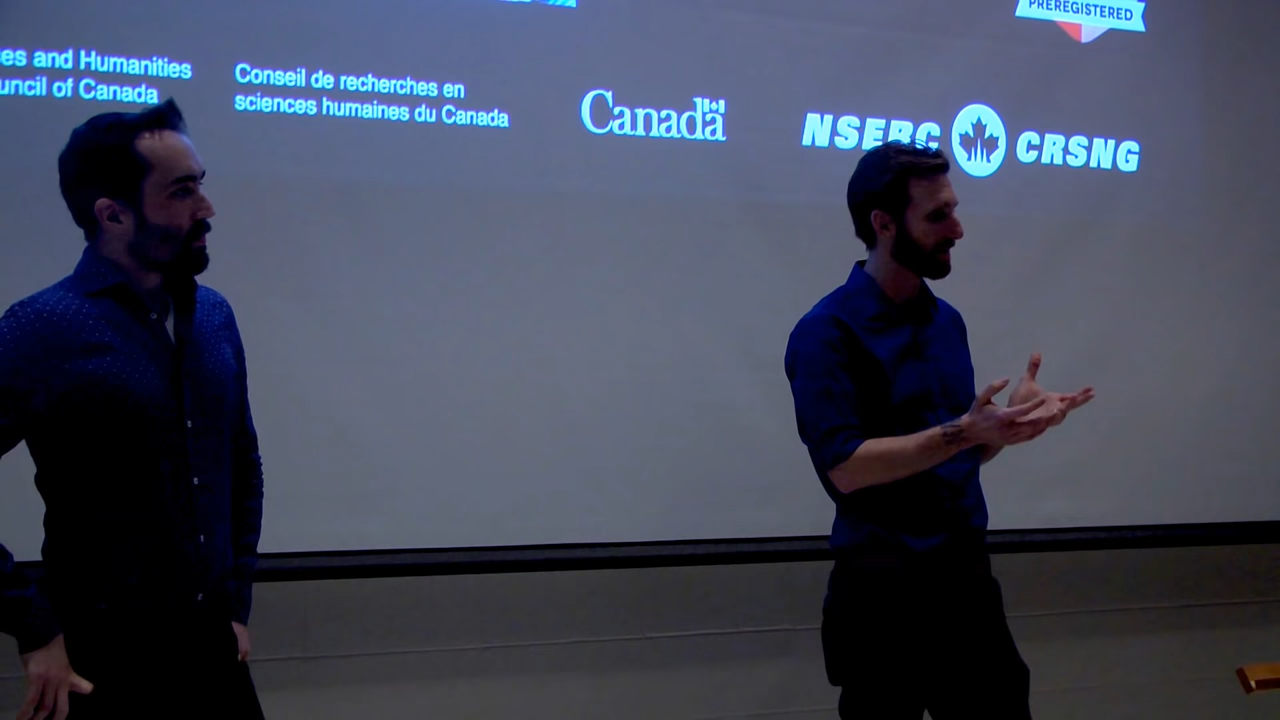 PREREGISTERED
es and Humanities
uncil of Canada
Conseil de recherches en
sciences humaines du Canada
Canada
NSERC CRSNG